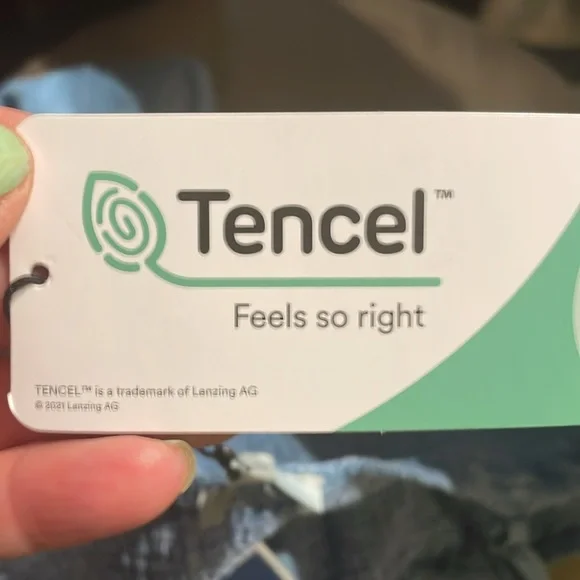 Tencel™
Feels so right
TENCEL™ is a trademark of Lenzing AG
© 2021 Lenzing AG